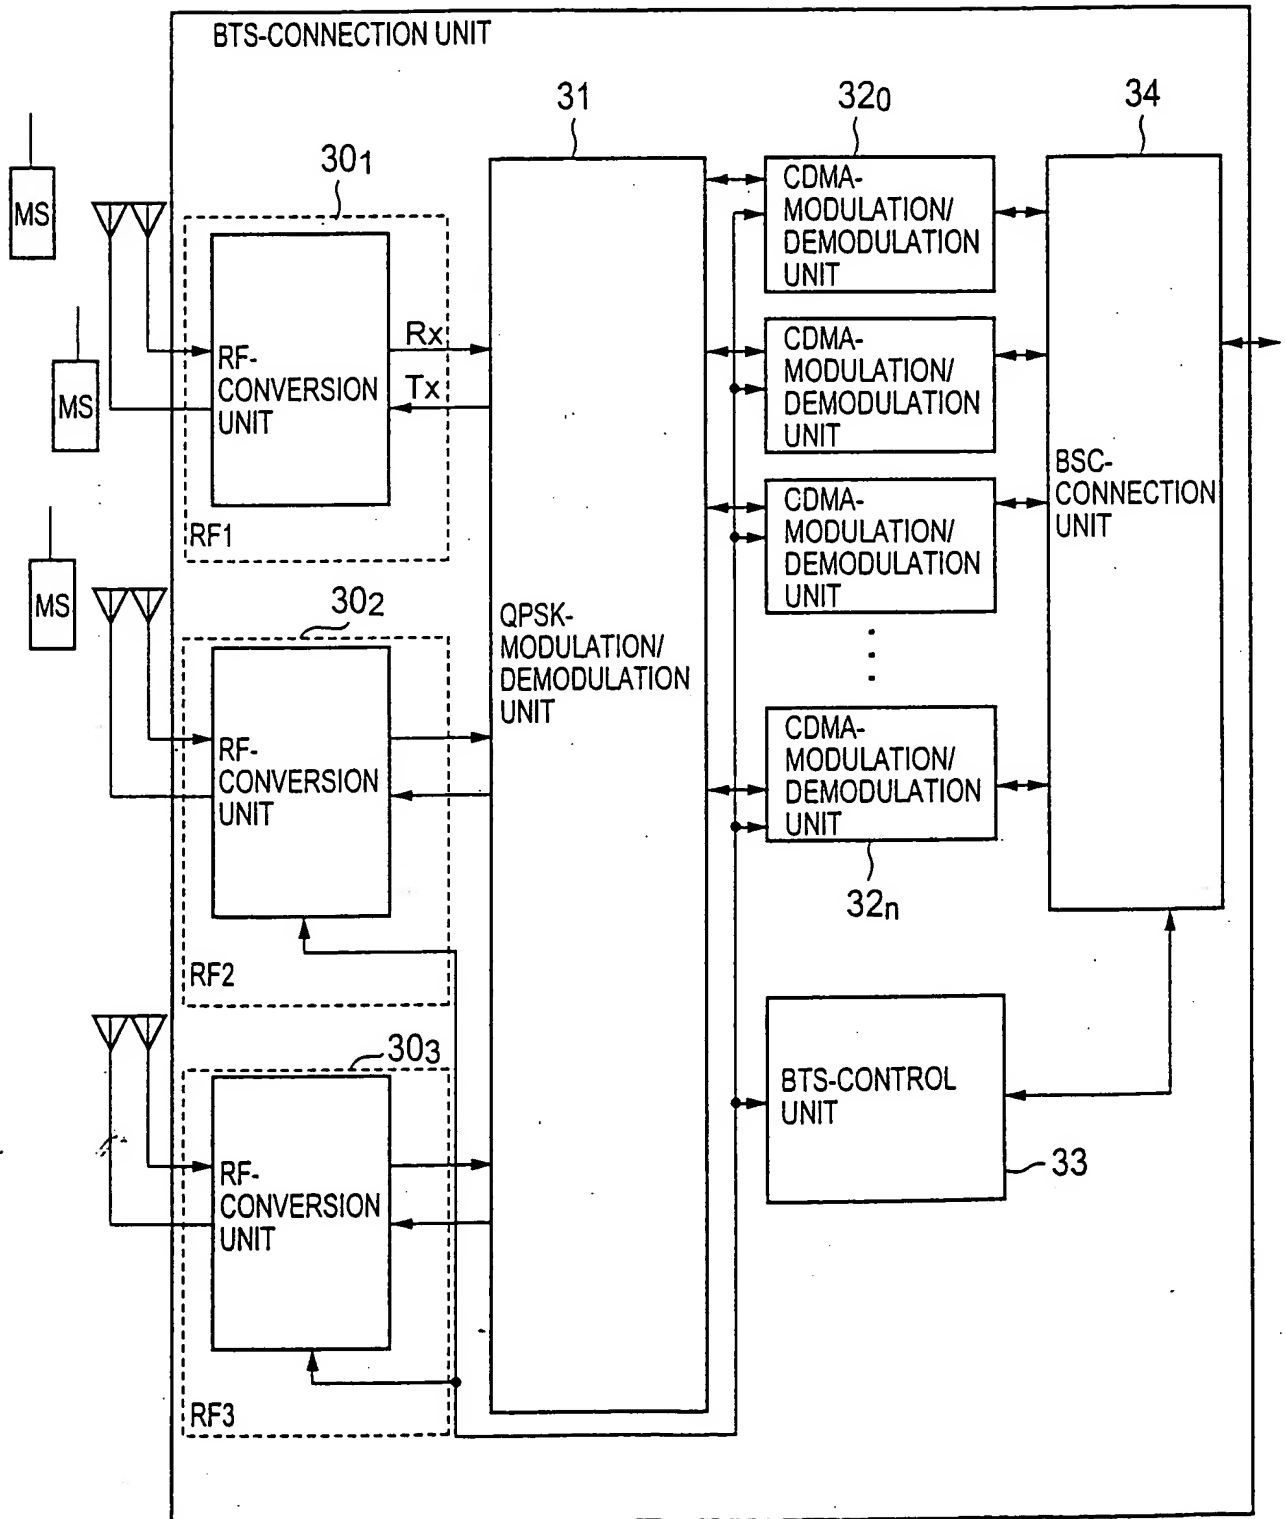 BTS-CONNECTION UNIT
31
320
34
301
MS
CDMA-
MODULATION/
DEMODULATION
UNIT
RF-
CONVERSION
UNIT
Rx
Tx
RF1
MS
CDMA-
MODULATION/
DEMODULATION
UNIT
BSC-
CONNECTION
UNIT
CDMA-
MODULATION/
DEMODULATION
UNIT
MS
302
QPSK-
MODULATION/
DEMODULATION
UNIT
RF-
CONVERSION
UNIT
RF2
CDMA-
MODULATION/
DEMODULATION
UNIT
32n
303
RF-
CONVERSION
UNIT
RF3
BTS-CONTROL
UNIT
33